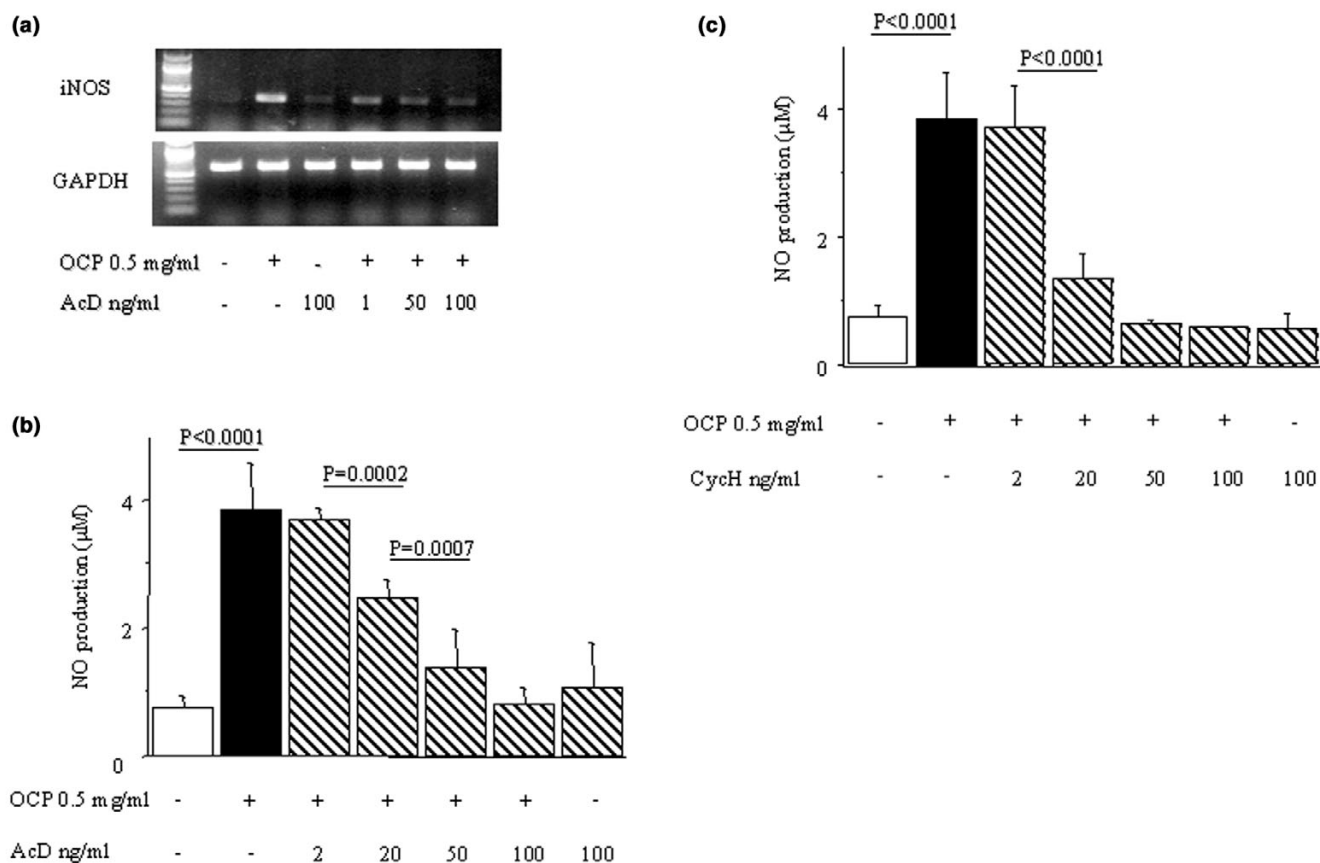 (a)
iNOS
GAPDH
OCP 0.5 mg/ml - + - + + +
AcD ng/ml - - 100 1 50 100
(b)
P<0.0001
P=0.0002
P=0.0007
NO production (μM)
4
2
0
OCP 0.5 mg/ml - + + + + + -
AcD ng/ml - - 2 20 50 100 100
(c)
P<0.0001
P<0.0001
NO production (μM)
4
2
0
OCP 0.5 mg/ml - + + + + + -
CycH ng/ml - - 2 20 50 100 100